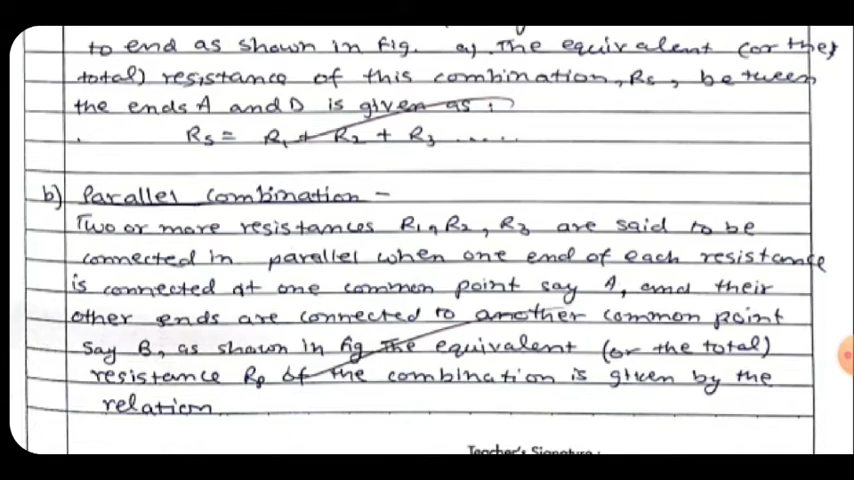 to end as shown in Fig. a). The equivalent (or the
total) resistance of this combination, Rs, between
the ends A and D is given as :
Rs = R1 + R2 + R3 .....
b) Parallel combination –
Two or more resistances R1, R2, R3 are said to be
connected in parallel when one end of each resistance
is connected at one common point say A, and their
other ends are connected to another common point
Say B, as shown in fig The equivalent (or the total)
resistance Rp of the combination is given by the
relation
Teacher's Signature :